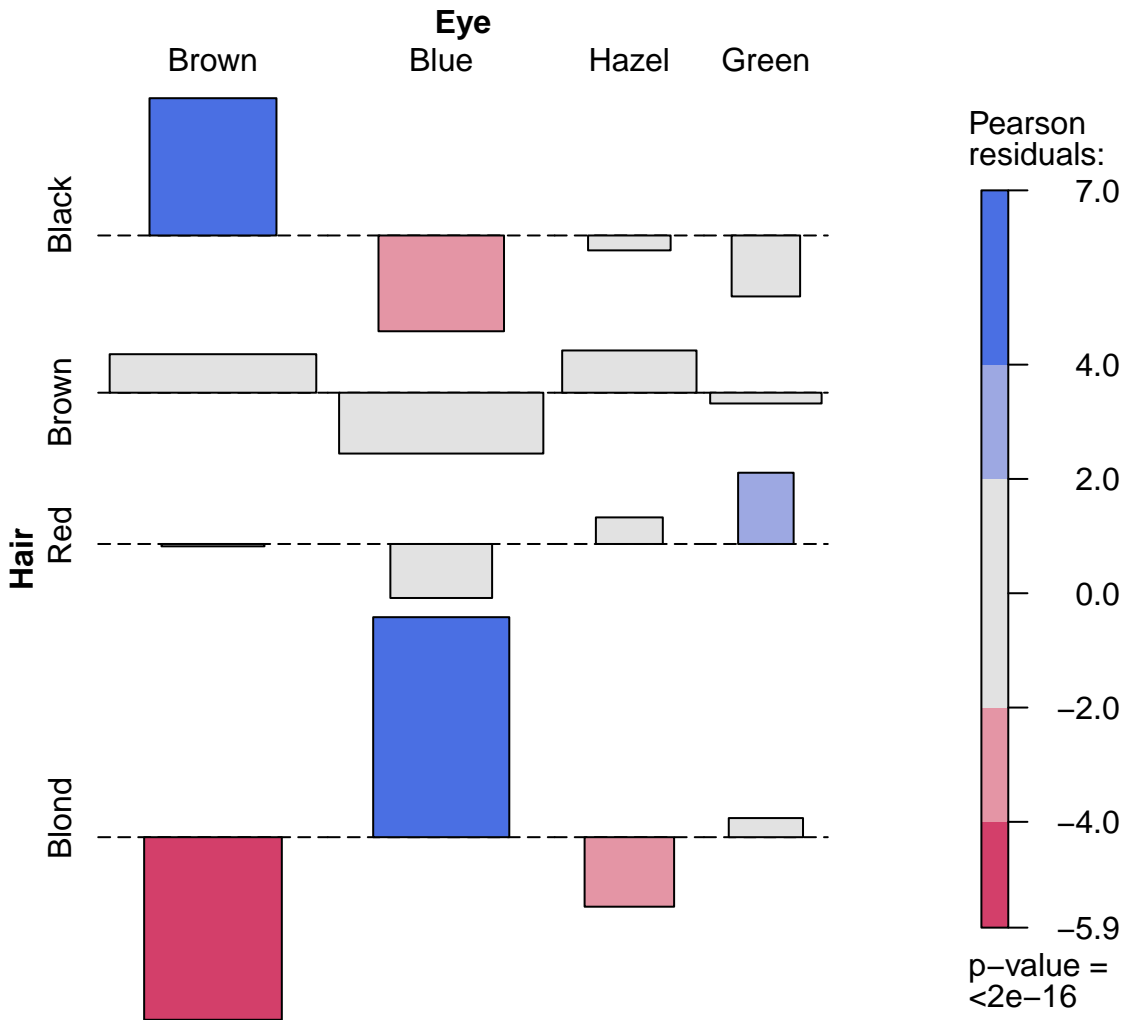 Eye
Brown Blue Hazel Green
Hair
Black
Brown
Red
Blond
Pearson
residuals:
7.0
4.0
2.0
0.0
−2.0
−4.0
−5.9
p−value =
<2e−16